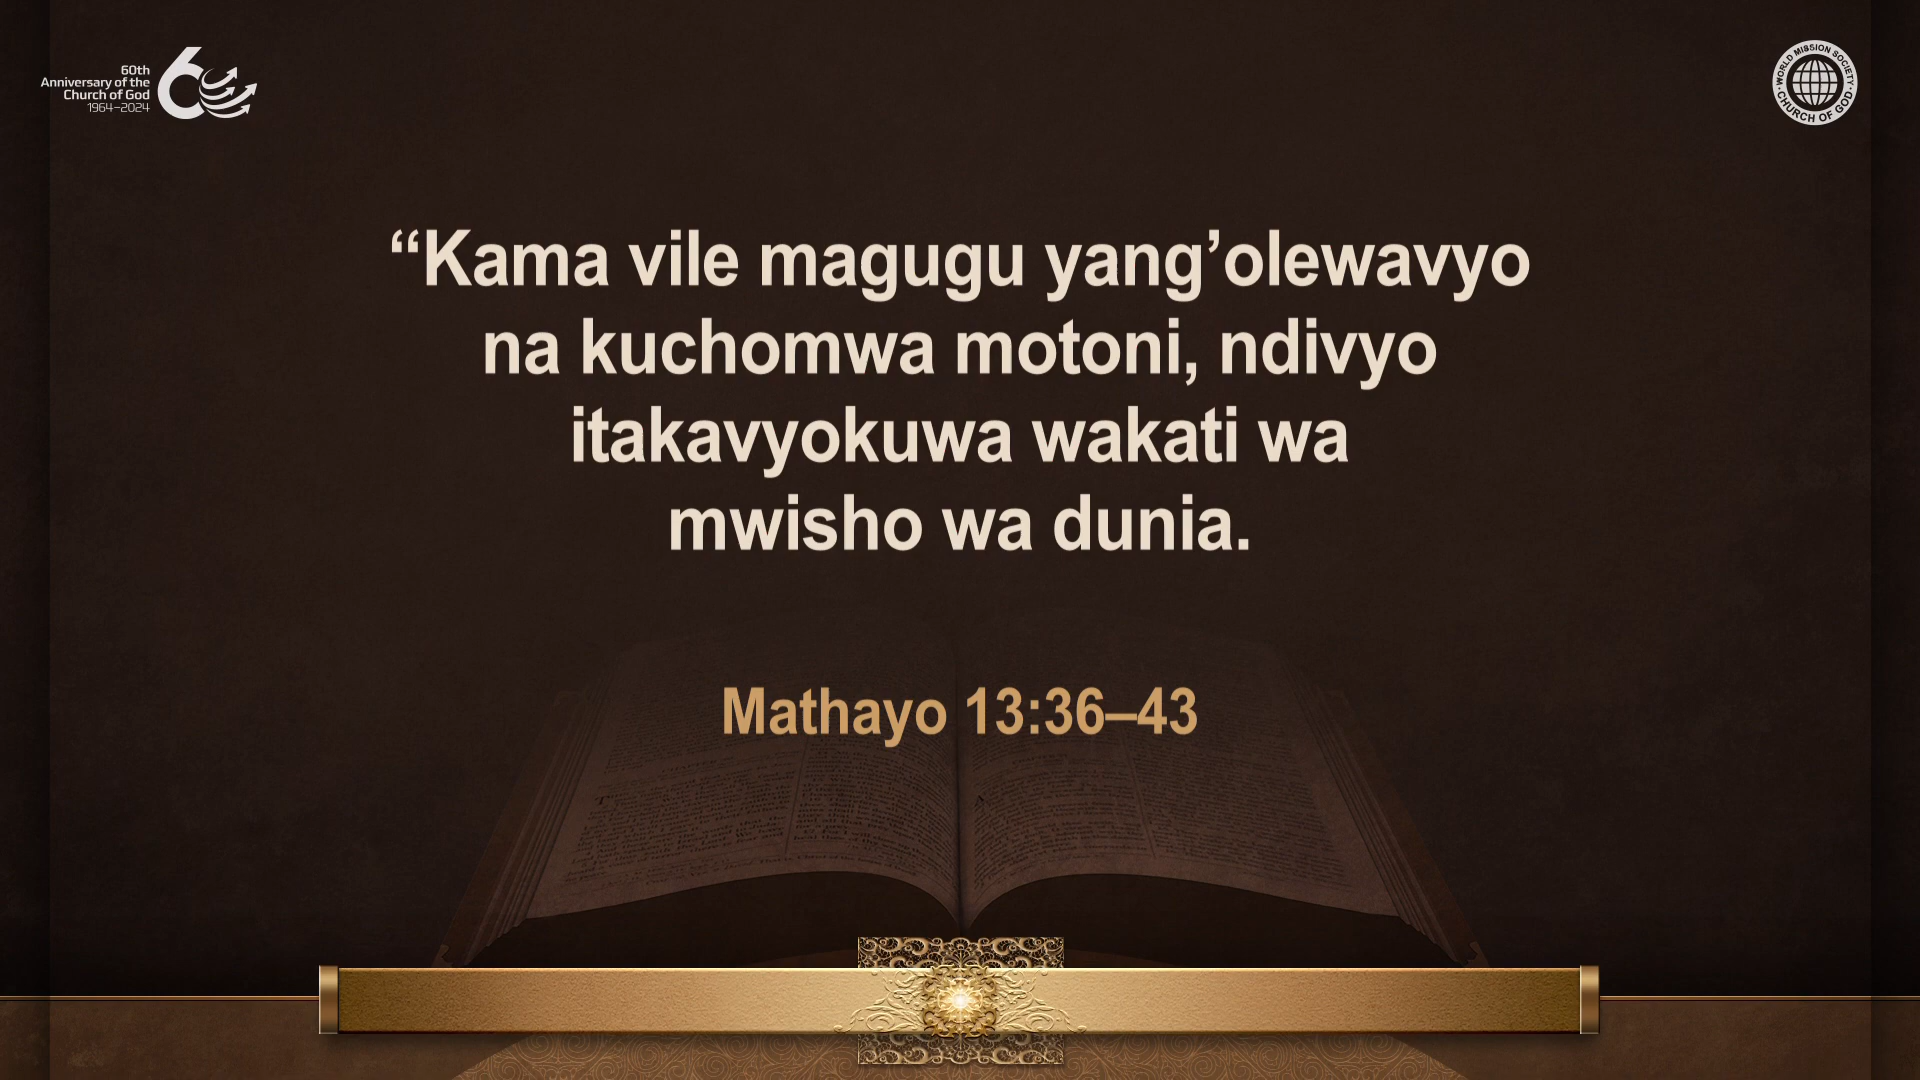 60th
Anniversary of the
Church of God
1964–2024
WORLD MISSION SOCIETY
CHURCH OF GOD
“Kama vile magugu yang’olewavyo
na kuchomwa motoni, ndivyo
itakavyokuwa wakati wa
mwisho wa dunia.
Mathayo 13:36–43